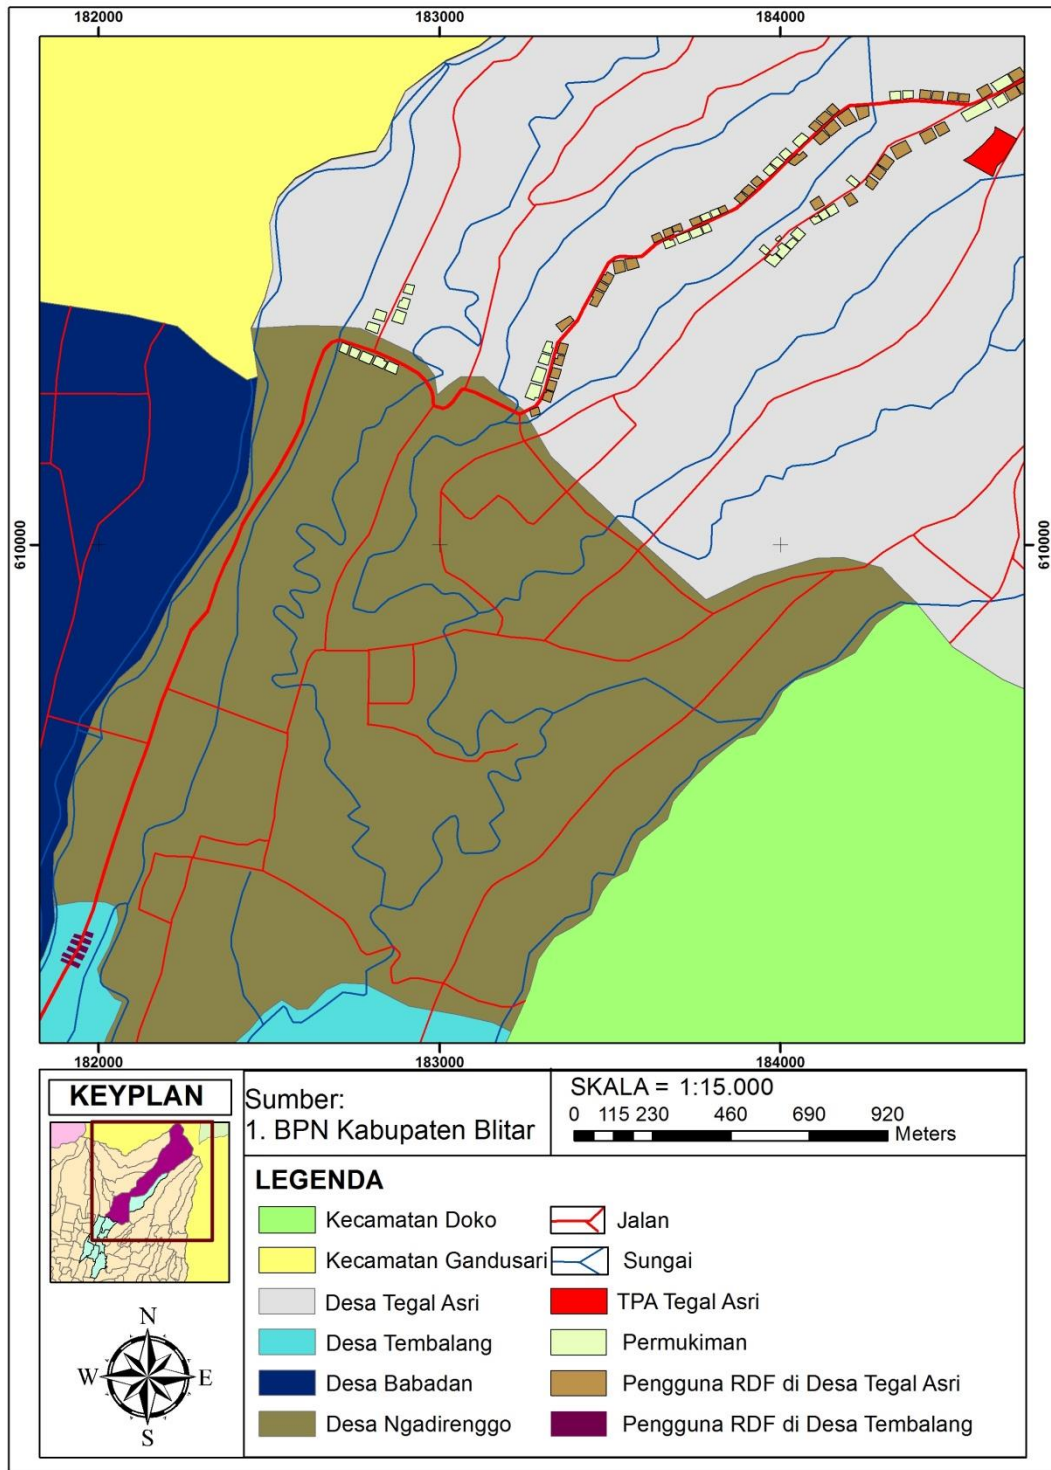 182000 183000 184000
610000 610000
182000 183000 184000
KEYPLAN
N
W E
S
Sumber:
1. BPN Kabupaten Blitar
SKALA = 1:15.000
0 115 230 460 690 920
Meters
LEGENDA
Kecamatan Doko
Kecamatan Gandusari
Desa Tegal Asri
Desa Tembalang
Desa Babadan
Desa Ngadirenggo
Jalan
Sungai
TPA Tegal Asri
Permukiman
Pengguna RDF di Desa Tegal Asri
Pengguna RDF di Desa Tembalang